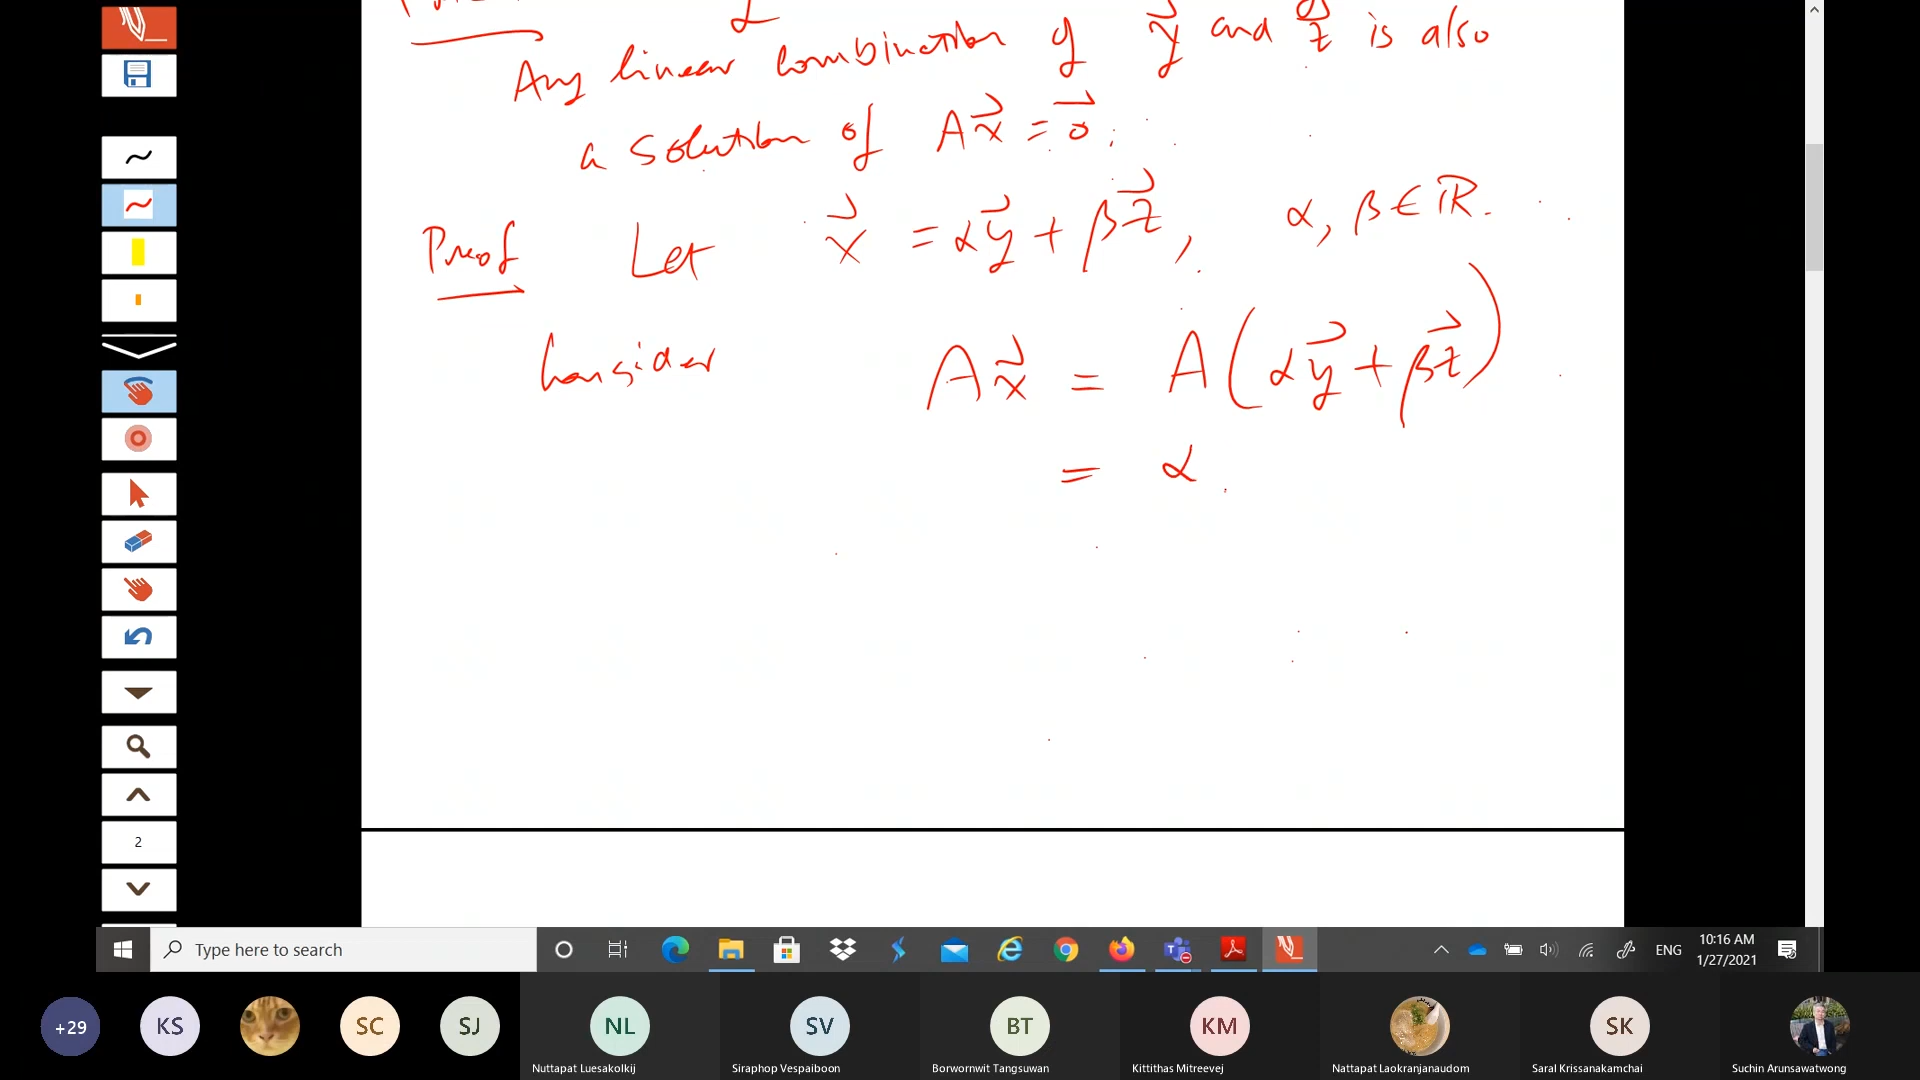 Any linear combination of y⃗ and z⃗ is also
a solution of Ax⃗ = 0⃗.
Proof Let x⃗ = αy⃗ + βz⃗, α, β ∈ ℝ.
Consider Ax⃗ = A(αy⃗ + βz⃗)
= α
2
Type here to search
ENG
10:16 AM
1/27/2021
+29
KS
SC
SJ
NL
SV
BT
KM
SK
Nuttapat Luesakolkij
Siraphop Vespaiboon
Borwornwit Tangsuwan
Kittithas Mitreevej
Nattapat Laokranjanaudom
Saral Krissanakamchai
Suchin Arunsawatwong